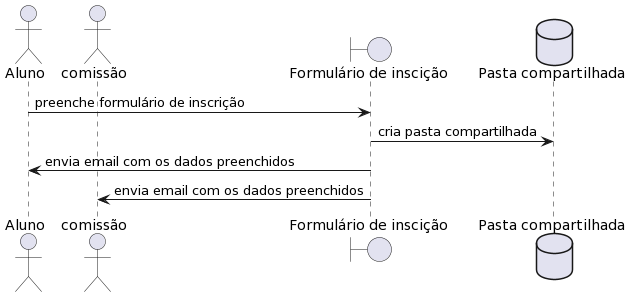 Aluno comissão Formulário de inscição Pasta compartilhada
preenche formulário de inscrição
cria pasta compartilhada
envia email com os dados preenchidos
envia email com os dados preenchidos
Aluno comissão Formulário de inscição Pasta compartilhada